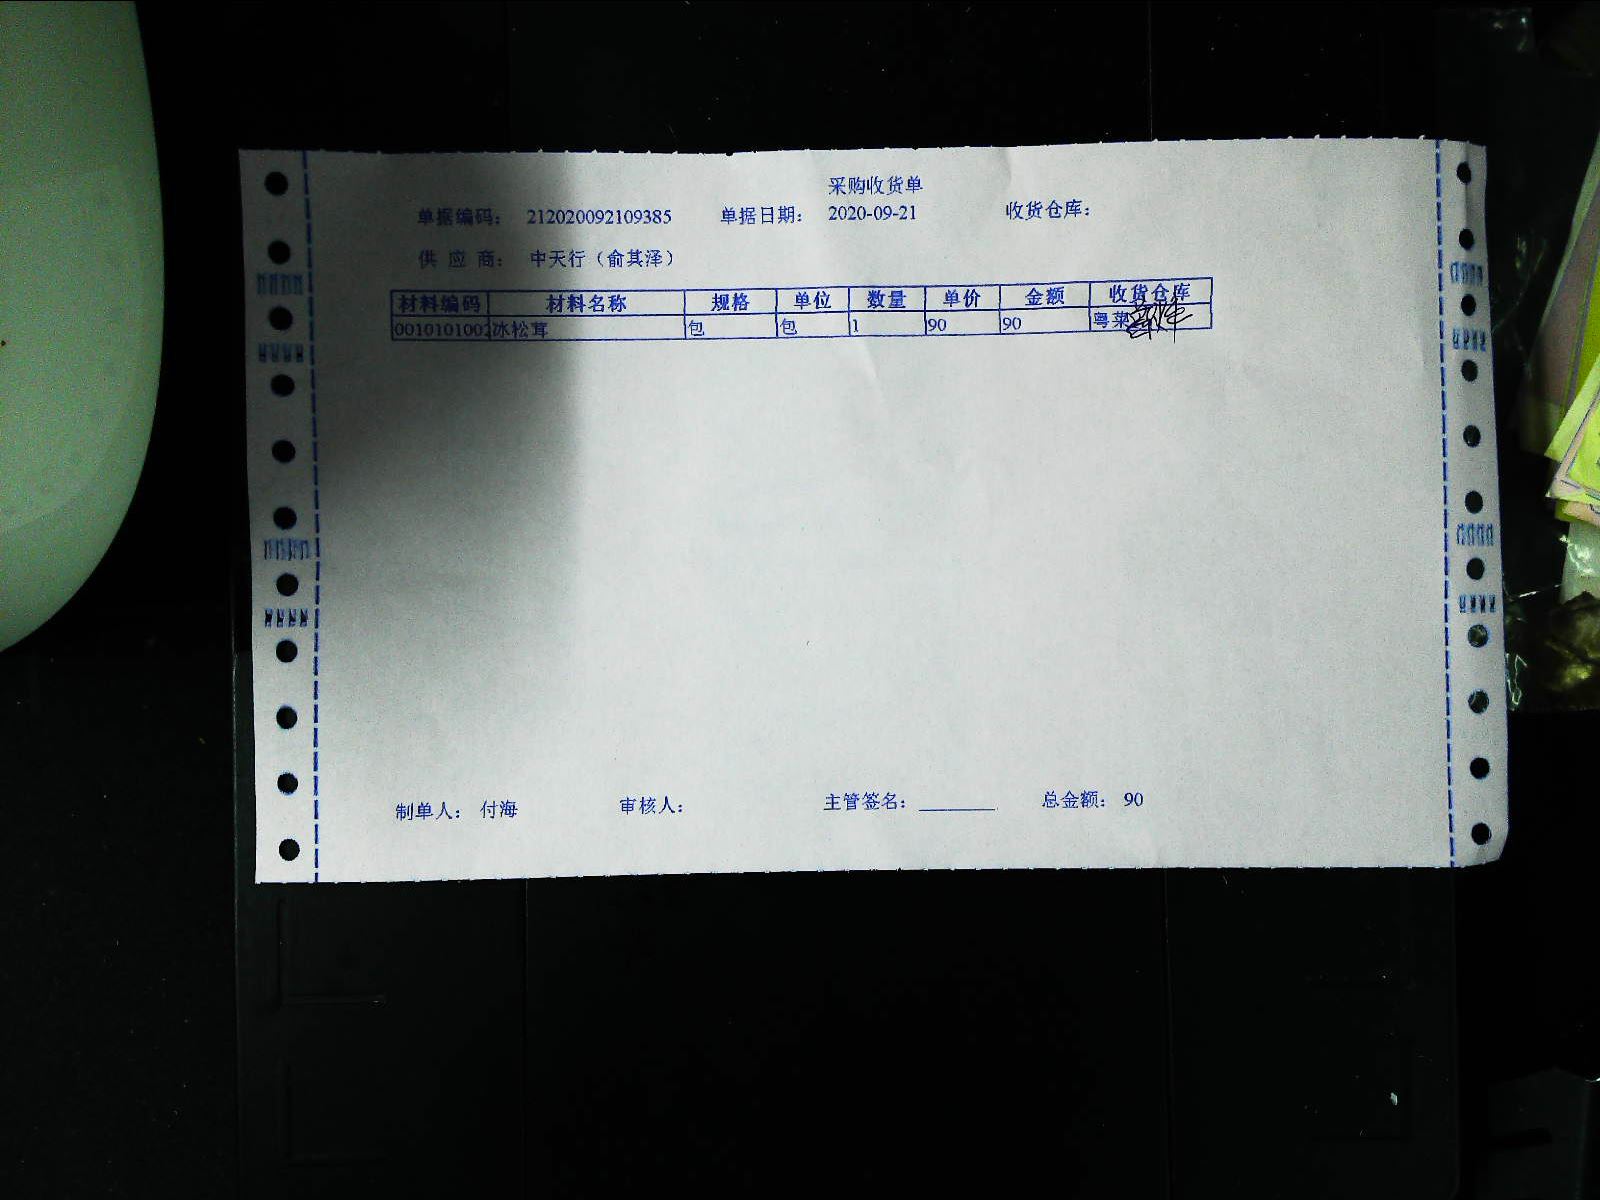 采购收货单
单据编码： 212020092109385 单据日期： 2020-09-21 收货仓库：
供 应 商： 中天行（俞其泽）
材料编码 材料名称 规格 单位 数量 单价 金额 收货仓库
0010101002 冰松茸 包 包 1 90 90 粤菜
制单人： 付海 审核人： 主管签名： ________ 总金额： 90